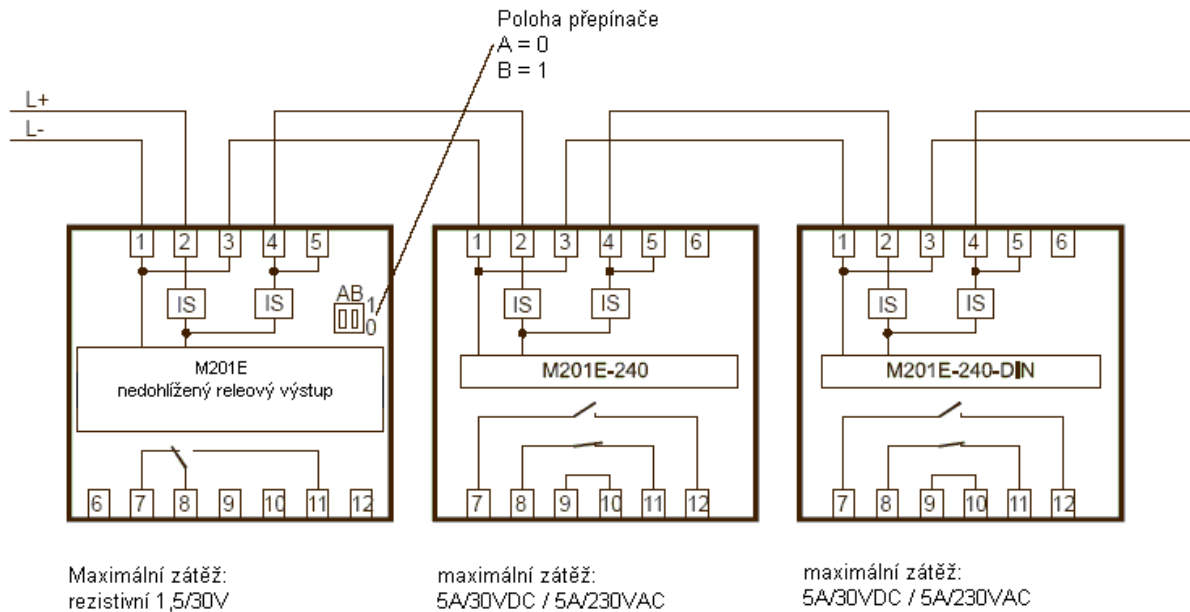 Poloha přepínače
A = 0
B = 1
L+
L-
1 2 3 4 5
1 2 3 4 5 6
1 2 3 4 5 6
IS IS
AB 1
0
IS IS
IS IS
M201E
nedohlížený releový výstup
M201E-240
M201E-240-DIN
6 7 8 9 10 11 12
7 8 9 10 11 12
7 8 9 10 11 12
Maximální zátěž:
rezistivní 1,5/30V
maximální zátěž:
5A/30VDC / 5A/230VAC
maximální zátěž:
5A/30VDC / 5A/230VAC